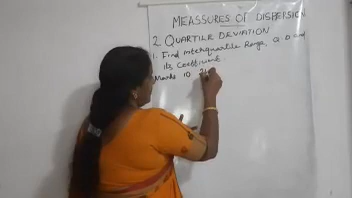 MEASSURES OF DISPERSION
2 QUARTILE DEVIATION
1. Find Interquartile Range, Q.D and
its Coefficient.
Marks 10